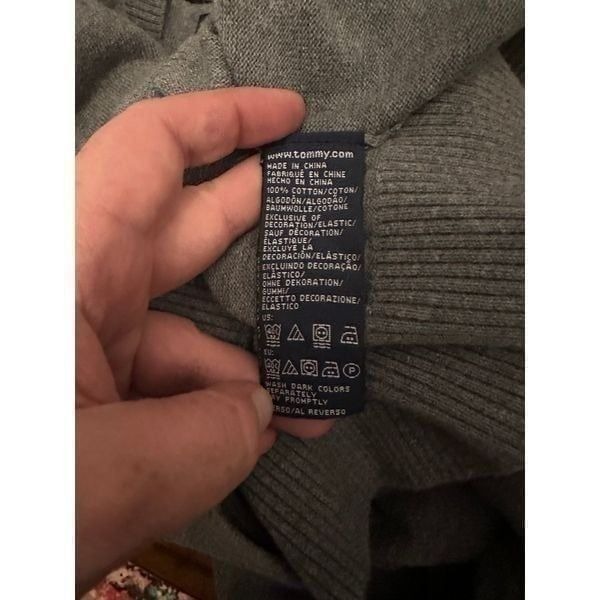 www.tommy.com
MADE IN CHINA
FABRIQUÉ EN CHINE
HECHO EN CHINA
100% COTTON/COTON/
ALGODÓN/ALGODÃO/
BAUMWOLLE/COTONE
EXCLUSIVE OF
DECORATION/ELASTIC/
SAUF DÉCORATION/
ÉLASTIQUE/
EXCLUYE LA
DECORACIÓN/ELÁSTICO/
EXCLUINDO DECORAÇÃO/
ELÁSTICO/
OHNE DEKORATION/
GUMMI/
ECCETTO DECORAZIONE/
ELASTICO
US:
EU:
P
WASH DARK COLORS
SEPARATELY
PROMPTLY
AL REVERSO